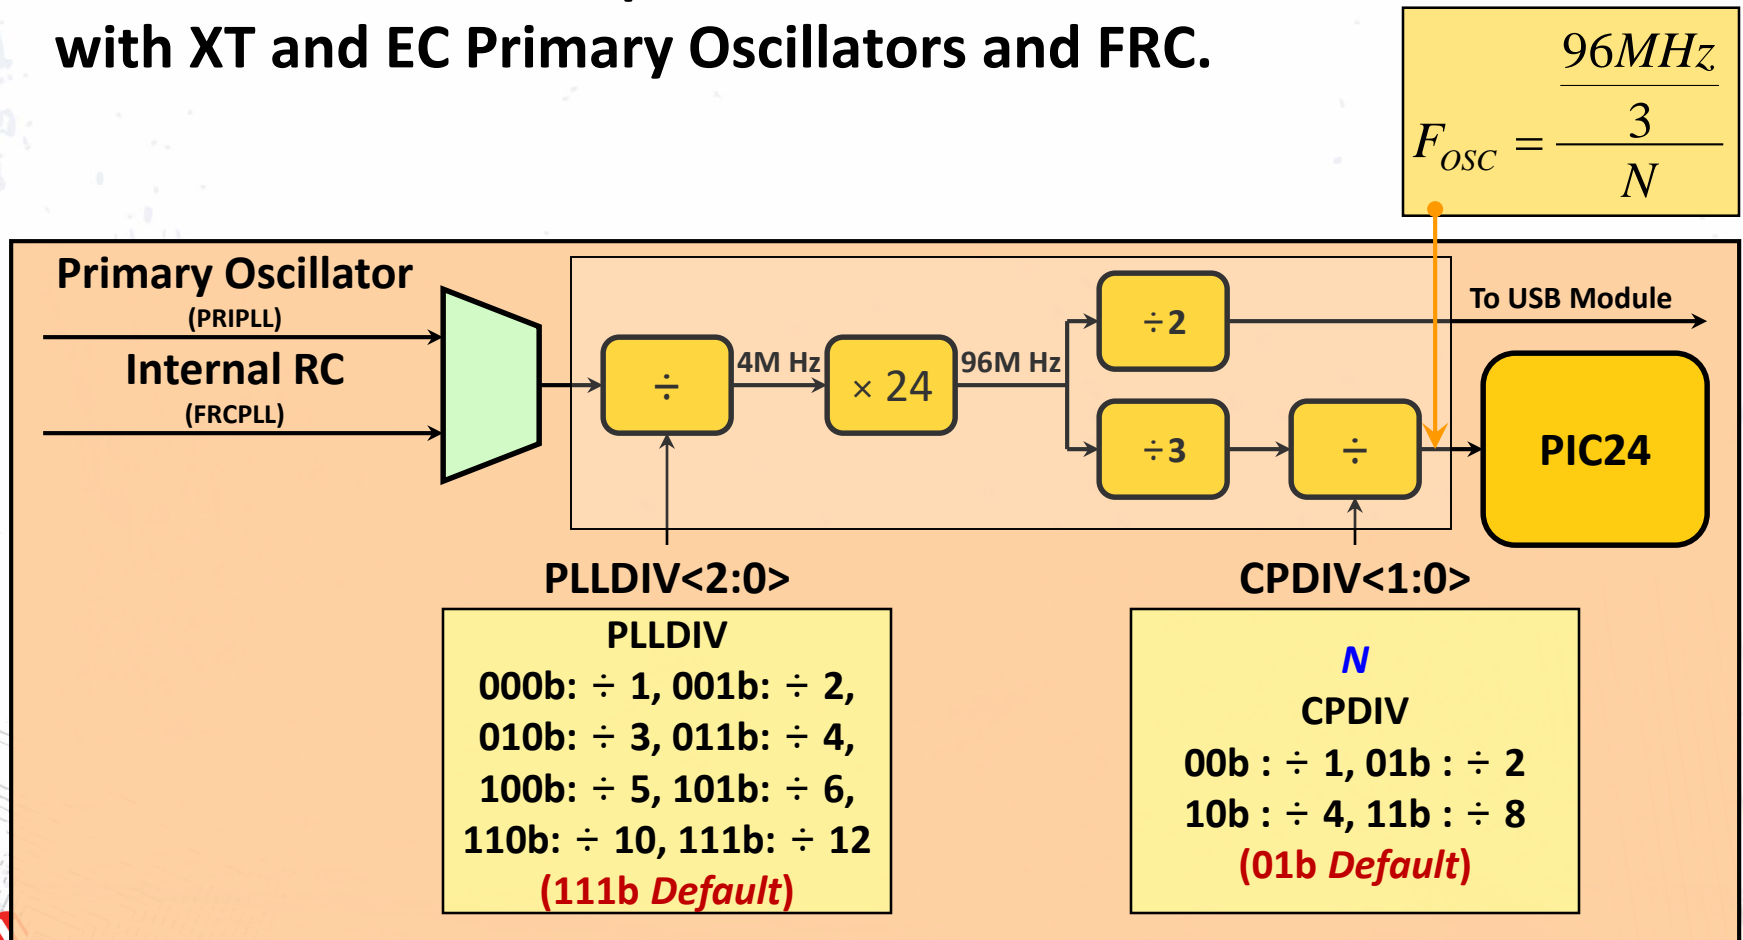 with XT and EC Primary Oscillators and FRC.
96MHz
3
F_OSC =
N
Primary Oscillator
(PRIPLL)
Internal RC
(FRCPLL)
÷
4M Hz
× 24
96M Hz
÷2
÷3
÷
To USB Module
PIC24
PLLDIV<2:0>
PLLDIV
000b: ÷ 1, 001b: ÷ 2,
010b: ÷ 3, 011b: ÷ 4,
100b: ÷ 5, 101b: ÷ 6,
110b: ÷ 10, 111b: ÷ 12
(111b Default)
CPDIV<1:0>
N
CPDIV
00b : ÷ 1, 01b : ÷ 2
10b : ÷ 4, 11b : ÷ 8
(01b Default)